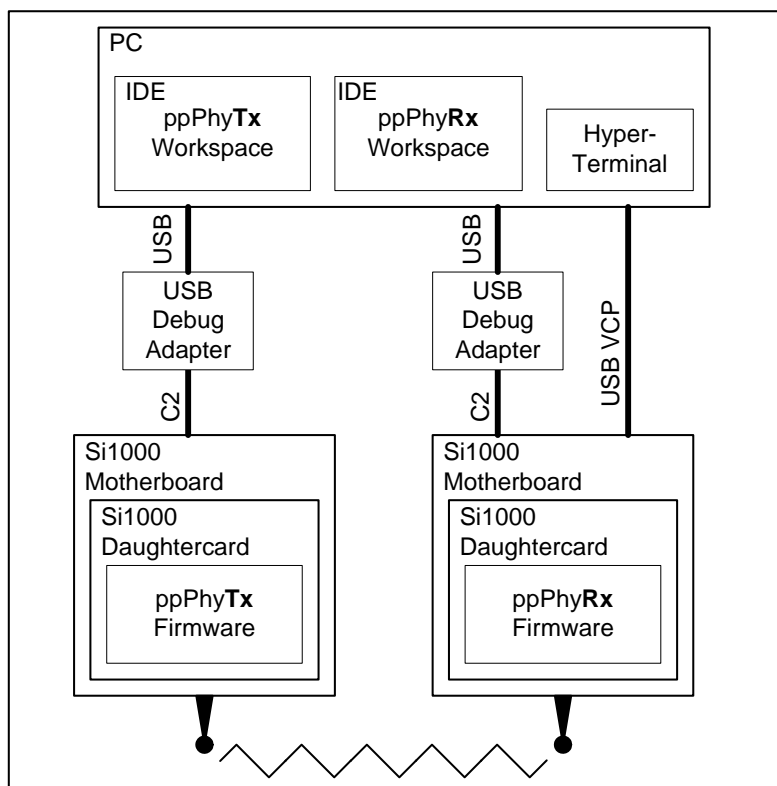 PC
IDE
ppPhyTx
Workspace
IDE
ppPhyRx
Workspace
Hyper-
Terminal
USB
USB
USB VCP
USB
Debug
Adapter
USB
Debug
Adapter
C2
C2
Si1000
Motherboard
Si1000
Daughtercard
ppPhyTx
Firmware
Si1000
Motherboard
Si1000
Daughtercard
ppPhyRx
Firmware